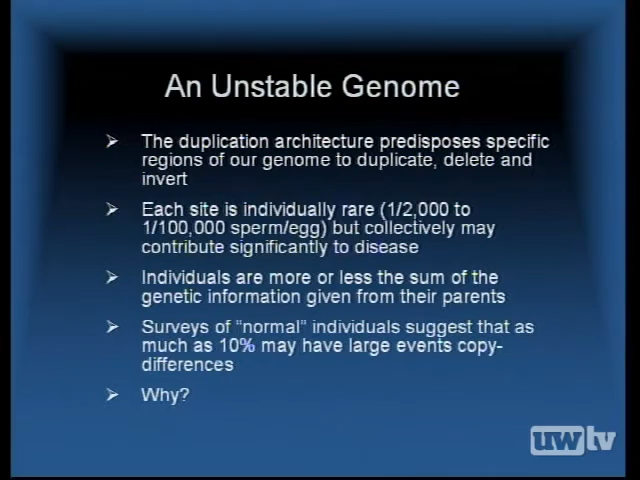 An Unstable Genome
➢ The duplication architecture predisposes specific
regions of our genome to duplicate, delete and
invert
➢ Each site is individually rare (1/2,000 to
1/100,000 sperm/egg) but collectively may
contribute significantly to disease
➢ Individuals are more or less the sum of the
genetic information given from their parents
➢ Surveys of “normal” individuals suggest that as
much as 10% may have large events copy-
differences
➢ Why?
uwtv